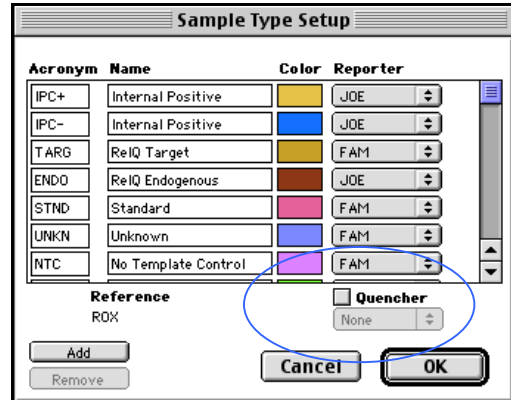 Sample Type Setup
Acronym Name Color Reporter
IPC+ Internal Positive JOE
IPC- Internal Positive JOE
TARG RelQ Target FAM
ENDO RelQ Endogenous JOE
STND Standard FAM
UNKN Unknown FAM
NTC No Template Control FAM
Reference Quencher
ROX None
Add Cancel OK
Remove